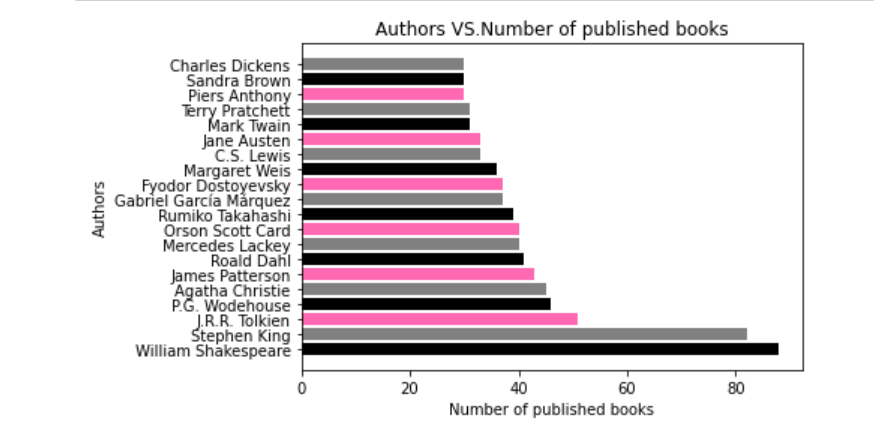 Authors VS.Number of published books
Charles Dickens
Sandra Brown
Piers Anthony
Terry Pratchett
Mark Twain
Jane Austen
C.S. Lewis
Margaret Weis
Fyodor Dostoyevsky
Gabriel García Márquez
Rumiko Takahashi
Orson Scott Card
Mercedes Lackey
Roald Dahl
James Patterson
Agatha Christie
P.G. Wodehouse
J.R.R. Tolkien
Stephen King
William Shakespeare
Authors
0 20 40 60 80
Number of published books